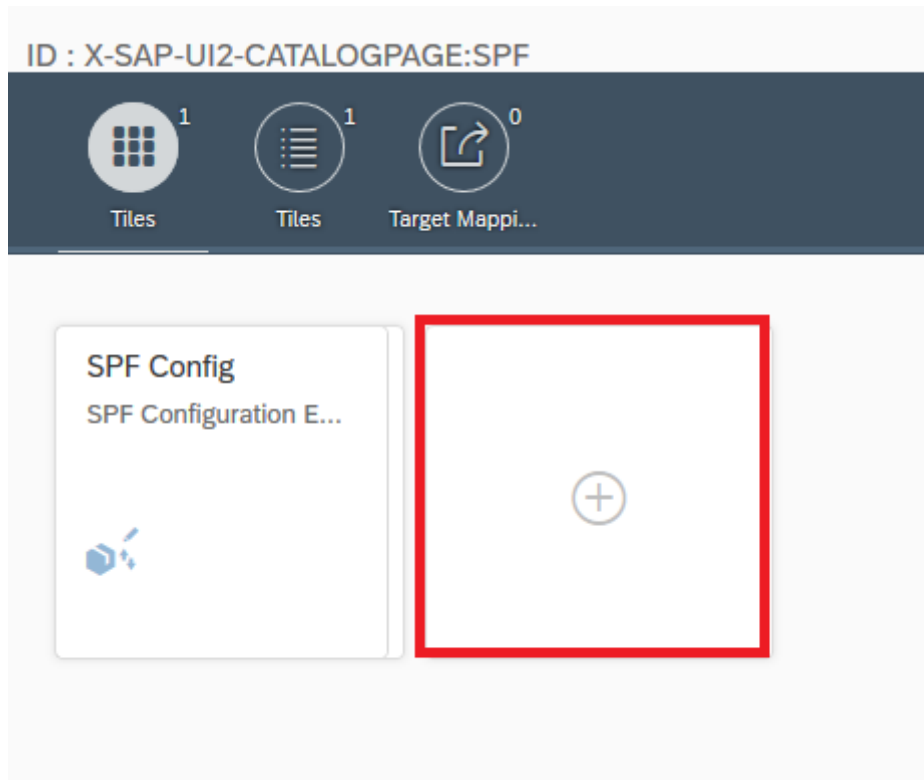 ID : X-SAP-UI2-CATALOGPAGE:SPF
1
1
0
Tiles
Tiles
Target Mappi...
SPF Config
SPF Configuration E...